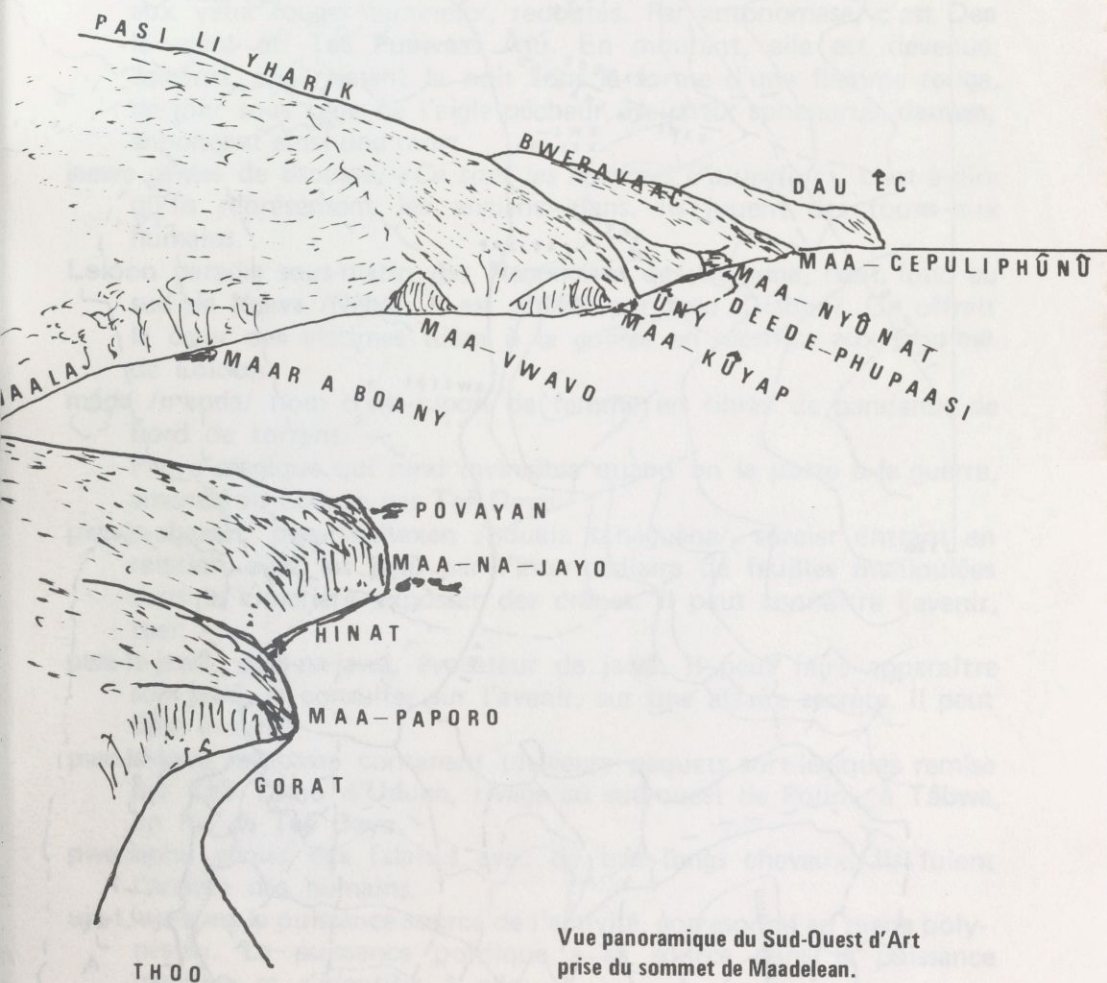 PASI LI YHARIK
BWERAVAAC
DAU ÊC
MAA-CEPULIPHÛNÛ
MAA-NYÔNAT
DEEDE-PHUPAASI
ÛNY
MAA-KÛYAP
MAA-WAVO
MAAR A BOANY
AALA
POVAYAN
MAA-NA-JAYO
HINAT
MAA-PAPORO
GORAT
THOO
Vue panoramique du Sud-Ouest d'Art
prise du sommet de Maadelean.